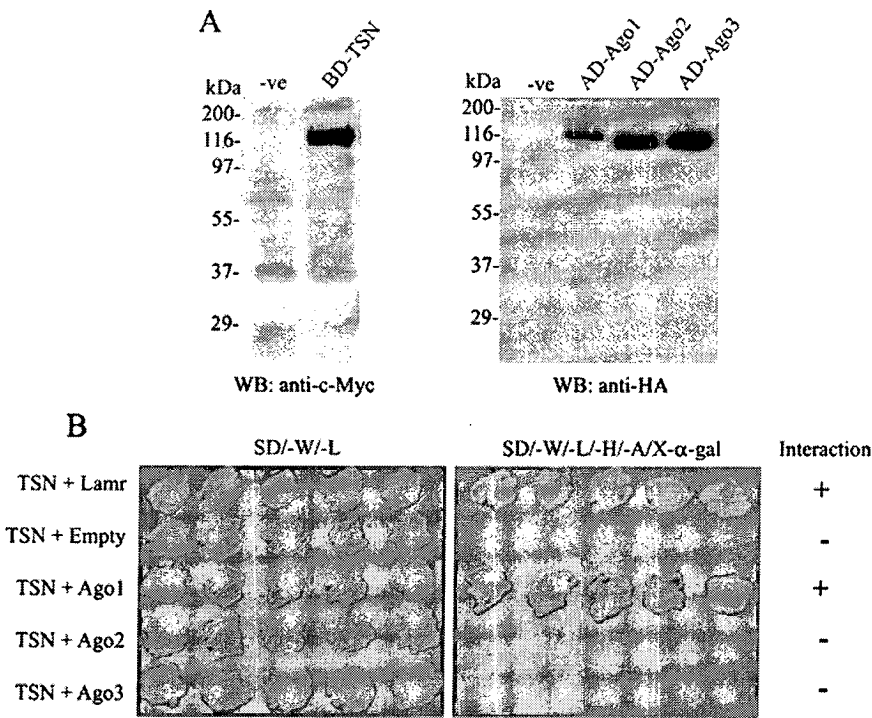 A
kDa
-ve
BD-TSN
200-
116-
97-
55-
37-
29-
WB: anti-c-Myc
kDa
-ve
AD-Ago1
AD-Ago2
AD-Ago3
200-
116-
97-
55-
37-
29-
WB: anti-HA
B
SD/-W/-L
SD/-W/-L/-H/-A/X-α-gal
Interaction
TSN + Lamr
+
TSN + Empty
-
TSN + Ago1
+
TSN + Ago2
-
TSN + Ago3
-